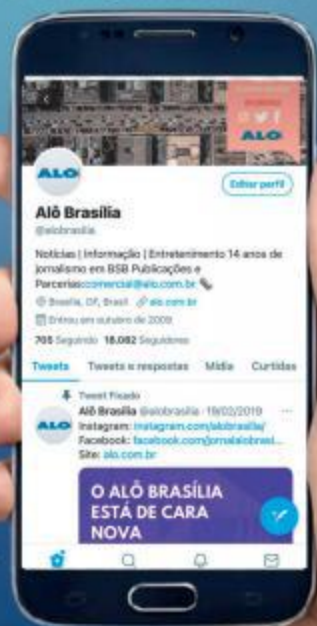 ALO
ALO
Editar perfil
Alô Brasília
@alobrasilia
Notícias | Informação | Entretenimento 14 anos de
jornalismo em BSB Publicações e
Parcerias:comercial@alo.com.br
Brasília, DF, Brasil alo.com.br
Entrou em outubro de 2009
705 Seguindo 18.082 Seguidores
Tweets Tweets e respostas Mídia Curtidas
Tweet Fixado
Alô Brasília @alobrasilia · 19/02/2019
ALO
Instagram: instagram.com/alobrasilia/
Facebook: facebook.com/jornalalobrasi...
Site: alo.com.br
O ALÔ BRASÍLIA
ESTÁ DE CARA
NOVA